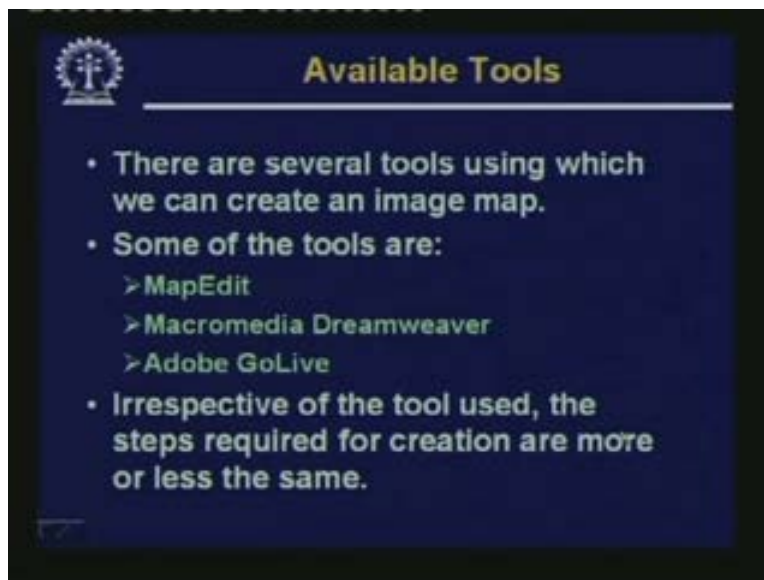 Available Tools
• There are several tools using which
we can create an image map.
• Some of the tools are:
➢MapEdit
➢Macromedia Dreamweaver
➢Adobe GoLive
• Irrespective of the tool used, the
steps required for creation are more
or less the same.